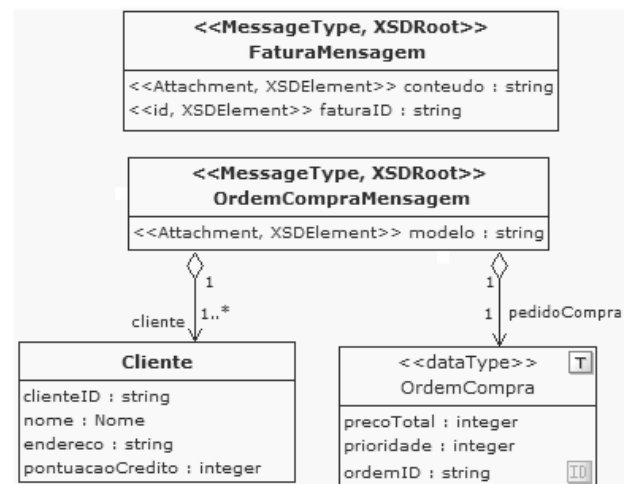 <<MessageType, XSDRoot>>
FaturaMensagem
<<Attachment, XSDElement>> conteudo : string
<<id, XSDElement>> faturaID : string
<<MessageType, XSDRoot>>
OrdemCompraMensagem
<<Attachment, XSDElement>> modelo : string
1
1
cliente
1..*
1
pedidoCompra
Cliente
clienteID : string
nome : Nome
endereco : string
pontuacaoCredito : integer
<<dataType>>
T
OrdemCompra
precoTotal : integer
prioridade : integer
ordemID : string
ID